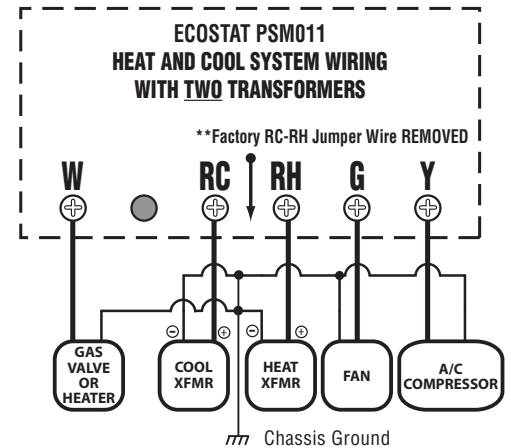 ECOSTAT PSM011
HEAT AND COOL SYSTEM WIRING
WITH TWO TRANSFORMERS
**Factory RC-RH Jumper Wire REMOVED
W RC RH G Y
⊖ ⊕ ⊖ ⊕
GAS
VALVE
OR
HEATER
COOL
XFMR
HEAT
XFMR
FAN
A/C
COMPRESSOR
Chassis Ground